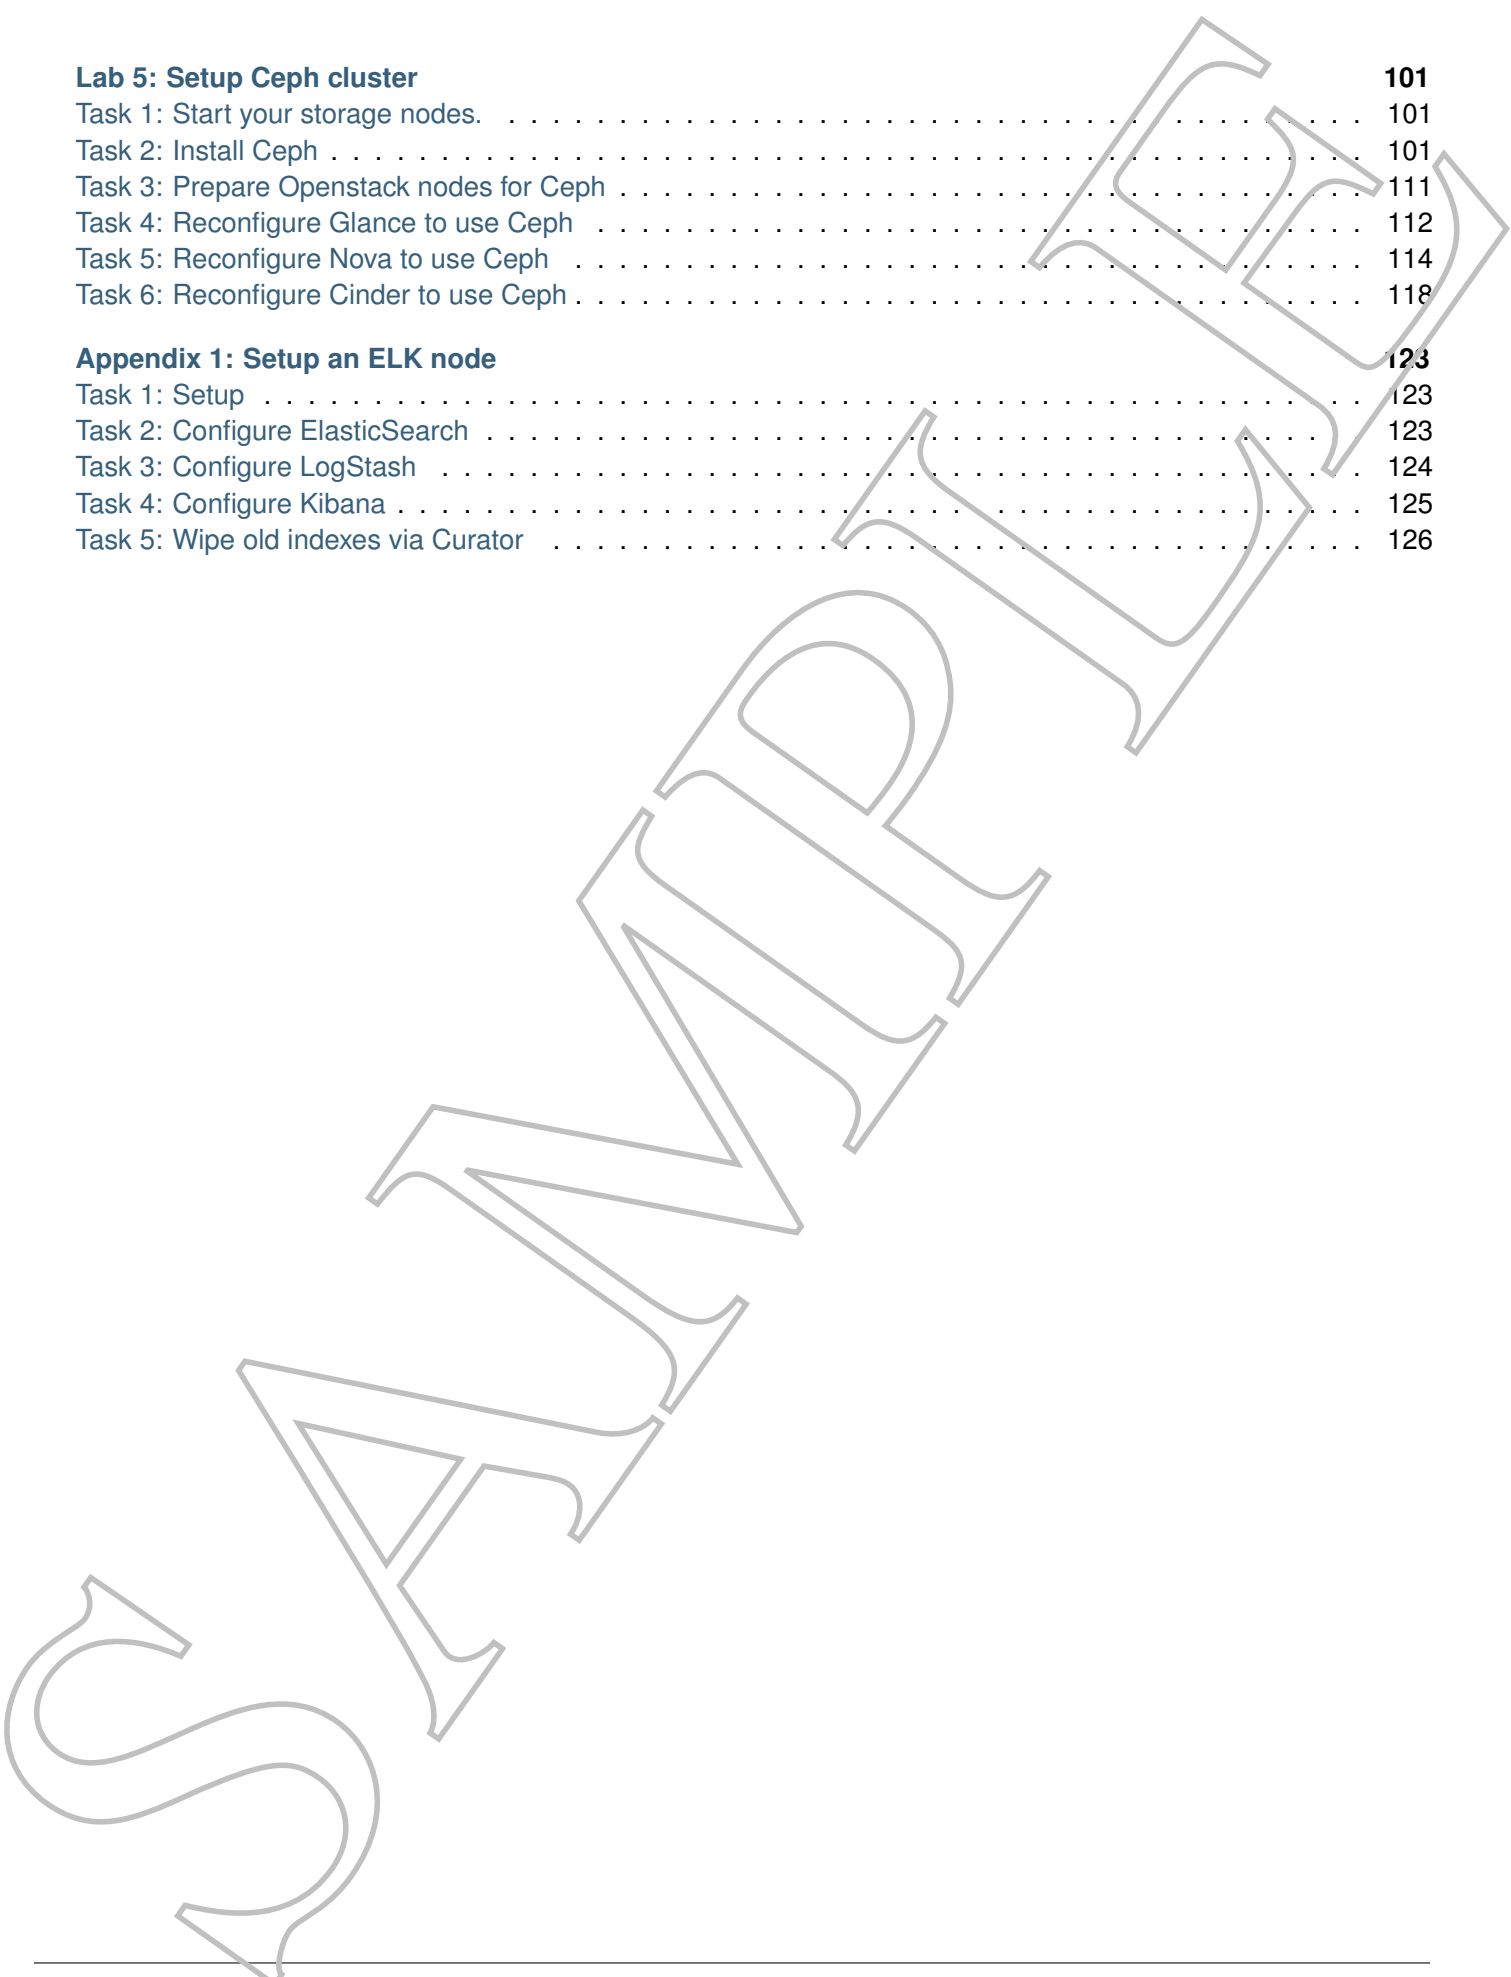 Lab 5: Setup Ceph cluster 101
Task 1: Start your storage nodes. . . . . . . . . . . . . . . . . . . . . . . . . . . . . . . . . . . . . . . . 101
Task 2: Install Ceph . . . . . . . . . . . . . . . . . . . . . . . . . . . . . . . . . . . . . . . . . . . . . . . . 101
Task 3: Prepare Openstack nodes for Ceph . . . . . . . . . . . . . . . . . . . . . . . . . . . . . . . . . 111
Task 4: Reconfigure Glance to use Ceph . . . . . . . . . . . . . . . . . . . . . . . . . . . . . . . . . . 112
Task 5: Reconfigure Nova to use Ceph . . . . . . . . . . . . . . . . . . . . . . . . . . . . . . . . . . . 114
Task 6: Reconfigure Cinder to use Ceph . . . . . . . . . . . . . . . . . . . . . . . . . . . . . . . . . . . 118
Appendix 1: Setup an ELK node 123
Task 1: Setup . . . . . . . . . . . . . . . . . . . . . . . . . . . . . . . . . . . . . . . . . . . . . . . . . . . 123
Task 2: Configure ElasticSearch . . . . . . . . . . . . . . . . . . . . . . . . . . . . . . . . . . . . . . . 123
Task 3: Configure LogStash . . . . . . . . . . . . . . . . . . . . . . . . . . . . . . . . . . . . . . . . . 124
Task 4: Configure Kibana . . . . . . . . . . . . . . . . . . . . . . . . . . . . . . . . . . . . . . . . . . . . 125
Task 5: Wipe old indexes via Curator . . . . . . . . . . . . . . . . . . . . . . . . . . . . . . . . . . . . 126
SAMPLE